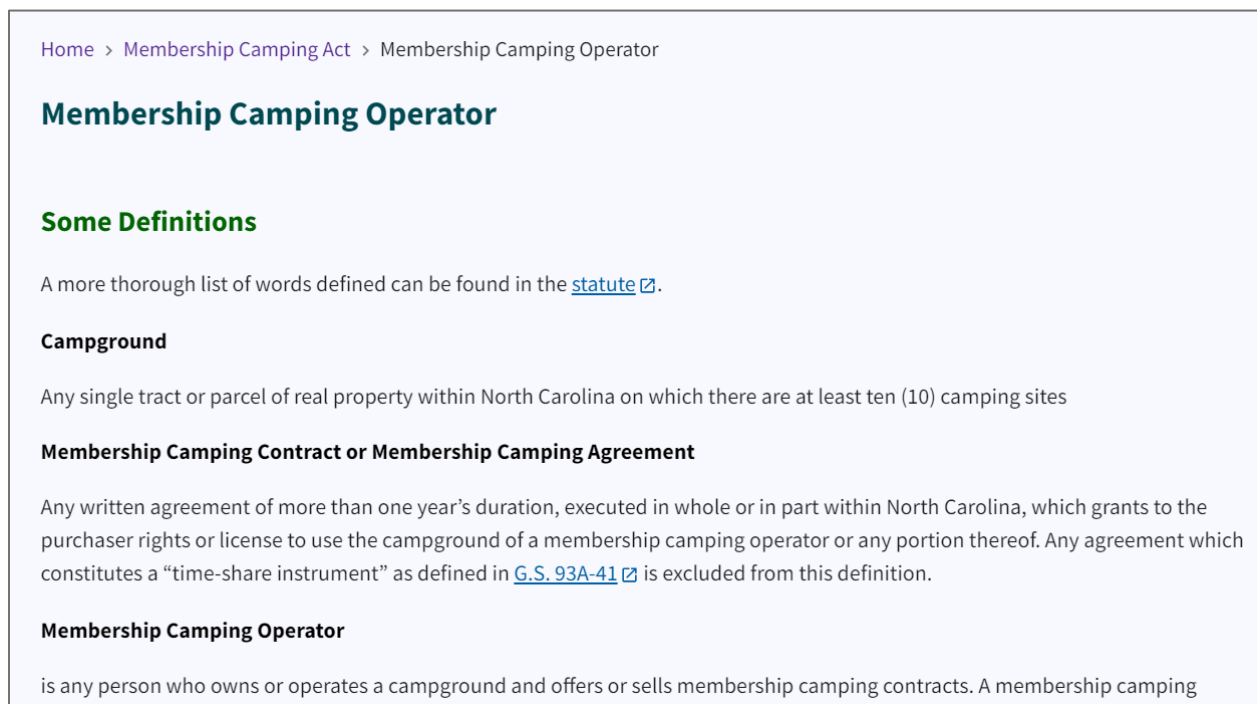 Home > Membership Camping Act > Membership Camping Operator
Membership Camping Operator
Some Definitions
A more thorough list of words defined can be found in the statute.
Campground
Any single tract or parcel of real property within North Carolina on which there are at least ten (10) camping sites
Membership Camping Contract or Membership Camping Agreement
Any written agreement of more than one year’s duration, executed in whole or in part within North Carolina, which grants to the
purchaser rights or license to use the campground of a membership camping operator or any portion thereof. Any agreement which
constitutes a “time-share instrument” as defined in G.S. 93A-41 is excluded from this definition.
Membership Camping Operator
is any person who owns or operates a campground and offers or sells membership camping contracts. A membership camping